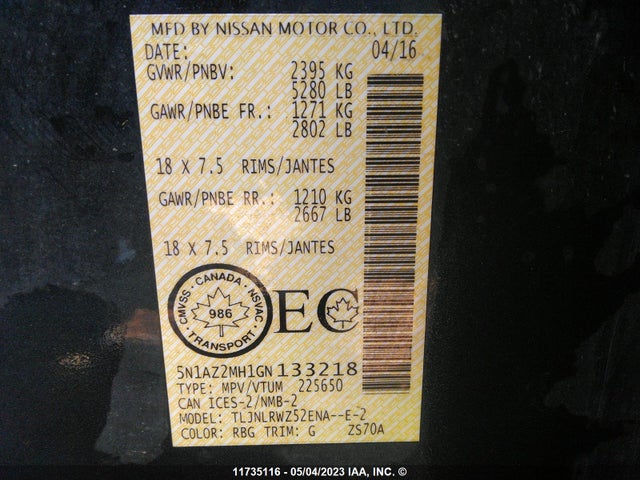 MFD BY NISSAN MOTOR CO., LTD.
DATE: 04/16
GVWR/PNBV: 2395 KG
5280 LB
GAWR/PNBE FR.: 1271 KG
2802 LB
18 X 7.5 RIMS/JANTES
GAWR/PNBE RR.: 1210 KG
2667 LB
18 X 7.5 RIMS/JANTES
CMVSS · CANADA · NSVAC
986
TRANSPORT
EC
5N1AZ2MH1GN133218
TYPE: MPV/VTUM 225650
CAN ICES-2/NMB-2
MODEL: TLJNLRWZ52ENA--E-2
COLOR: RBG TRIM: G ZS70A
11735116 - 05/04/2023 IAA, INC. ©